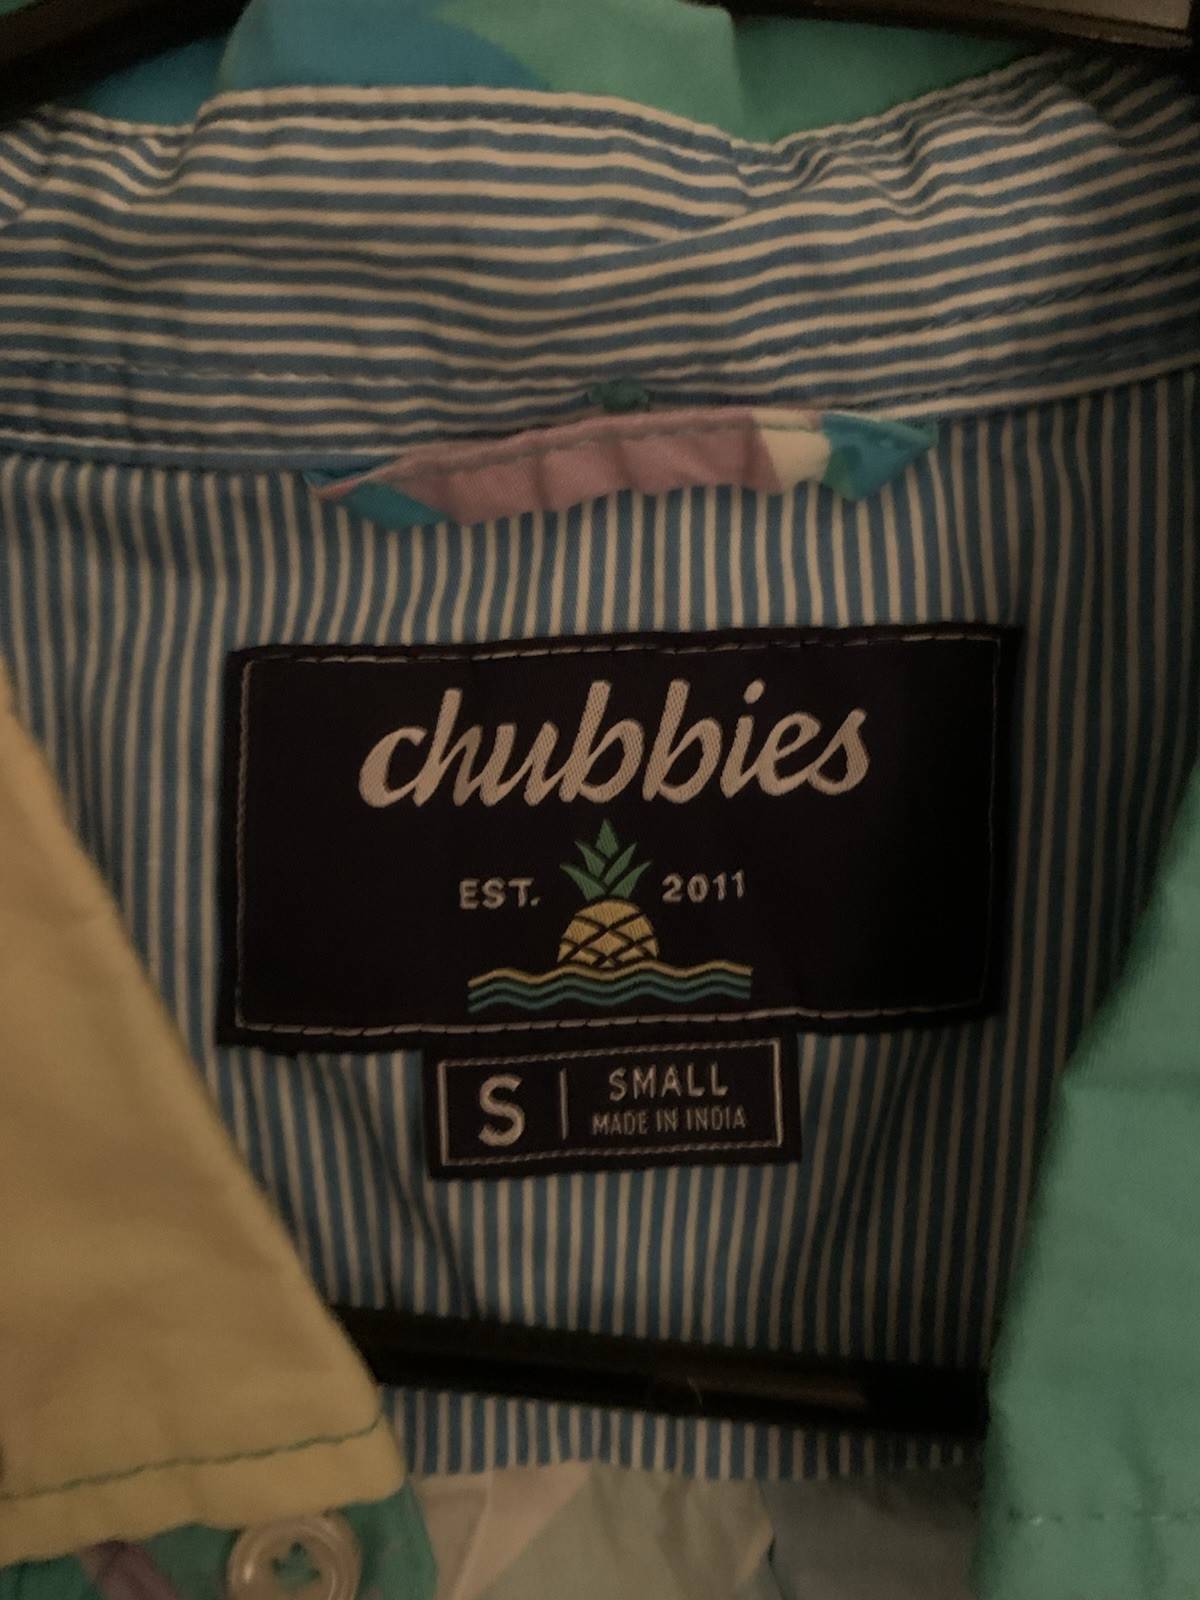 chubbies
EST. 2011
S | SMALL
MADE IN INDIA